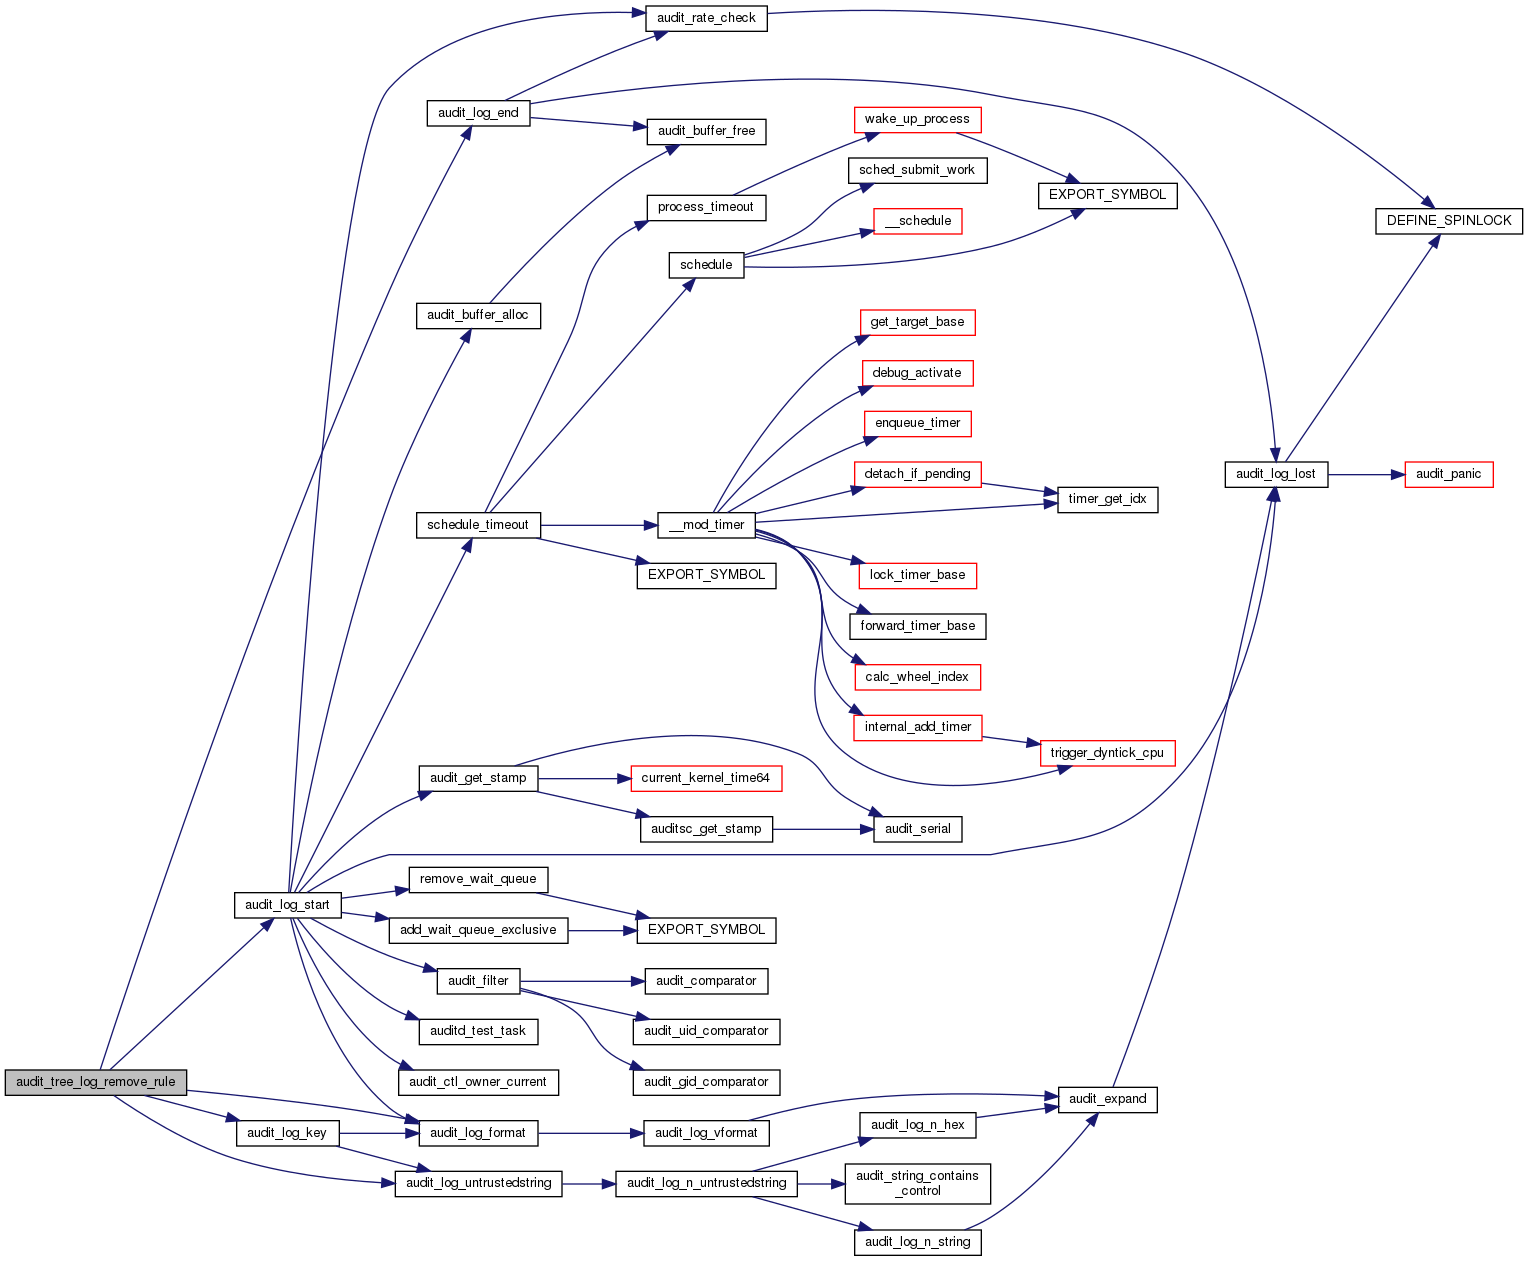 audit_rate_check
audit_log_end
wake_up_process
audit_buffer_free
sched_submit_work
EXPORT_SYMBOL
process_timeout
__schedule
DEFINE_SPINLOCK
schedule
audit_buffer_alloc
get_target_base
debug_activate
enqueue_timer
detach_if_pending
audit_log_lost
audit_panic
timer_get_idx
schedule_timeout
__mod_timer
EXPORT_SYMBOL
lock_timer_base
forward_timer_base
calc_wheel_index
internal_add_timer
trigger_dyntick_cpu
audit_get_stamp
current_kernel_time64
auditsc_get_stamp
audit_serial
remove_wait_queue
audit_log_start
add_wait_queue_exclusive
EXPORT_SYMBOL
audit_filter
audit_comparator
auditd_test_task
audit_uid_comparator
audit_tree_log_remove_rule
audit_ctl_owner_current
audit_gid_comparator
audit_expand
audit_log_n_hex
audit_log_key
audit_log_format
audit_log_vformat
audit_log_untrustedstring
audit_log_n_untrustedstring
audit_string_contains
_control
audit_log_n_string